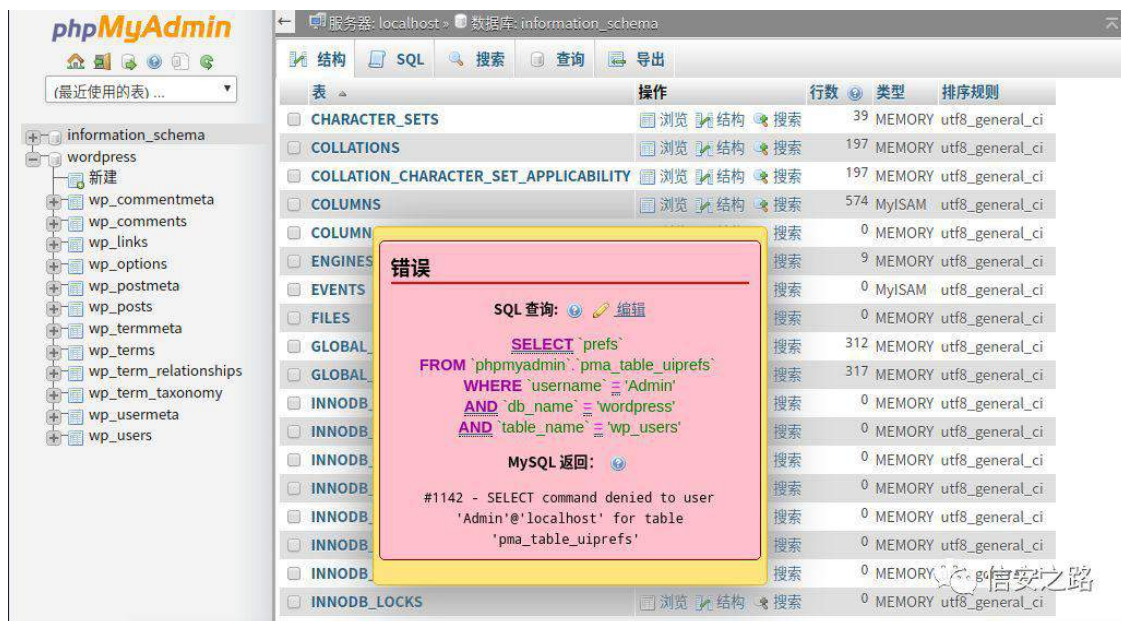 phpMyAdmin
(最近使用的表) ...
information_schema
wordpress
新建
wp_commentmeta
wp_comments
wp_links
wp_options
wp_postmeta
wp_posts
wp_termmeta
wp_terms
wp_term_relationships
wp_term_taxonomy
wp_usermeta
wp_users
服务器: localhost » 数据库: information_schema
结构 SQL 搜索 查询 导出
表 操作 行数 类型 排序规则
CHARACTER_SETS 浏览 结构 搜索 39 MEMORY utf8_general_ci
COLLATIONS 浏览 结构 搜索 197 MEMORY utf8_general_ci
COLLATION_CHARACTER_SET_APPLICABILITY 浏览 结构 搜索 197 MEMORY utf8_general_ci
COLUMNS 浏览 结构 搜索 574 MyISAM utf8_general_ci
COLUMN 搜索 0 MEMORY utf8_general_ci
ENGINES 搜索 9 MEMORY utf8_general_ci
EVENTS 搜索 0 MyISAM utf8_general_ci
FILES 搜索 0 MEMORY utf8_general_ci
GLOBAL_ 搜索 312 MEMORY utf8_general_ci
GLOBAL_ 搜索 317 MEMORY utf8_general_ci
INNODB_ 搜索 0 MEMORY utf8_general_ci
INNODB_ 搜索 0 MEMORY utf8_general_ci
INNODB_ 搜索 0 MEMORY utf8_general_ci
INNODB_ 搜索 0 MEMORY utf8_general_ci
INNODB_ 搜索 0 MEMORY utf8_general_ci
INNODB_ 搜索 0 MEMORY utf8_general_ci
INNODB_ 搜索 0 MEMORY
INNODB_LOCKS 浏览 结构 搜索 0 MEMORY utf8_general_ci
错误
SQL 查询: 编辑
SELECT `prefs`
FROM `phpmyadmin`.`pma_table_uiprefs`
WHERE `username` = 'Admin'
AND `db_name` = 'wordpress'
AND `table_name` = 'wp_users'
MySQL 返回:
#1142 - SELECT command denied to user
'Admin'@'localhost' for table
'pma_table_uiprefs'
信安之路